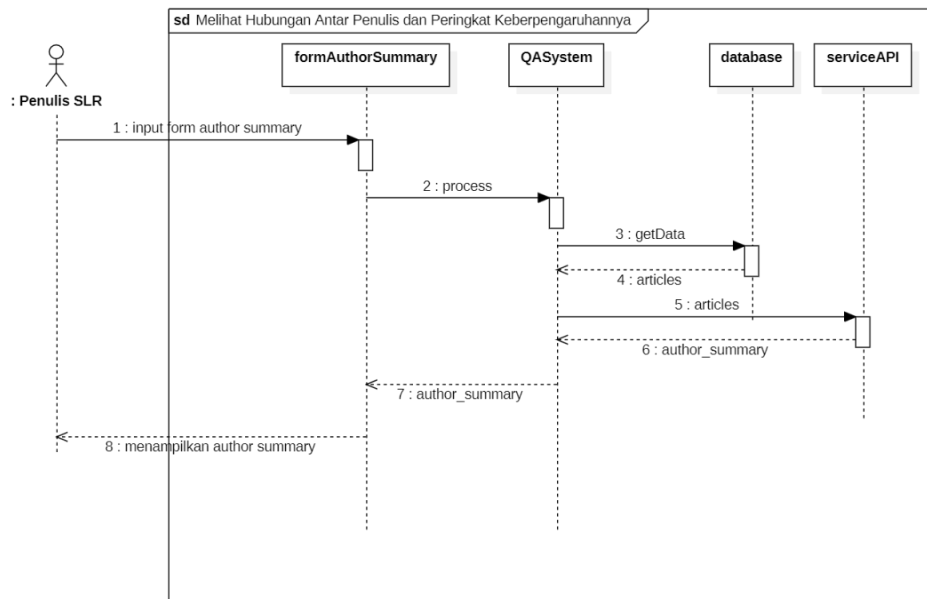 sd Melihat Hubungan Antar Penulis dan Peringkat Keberpengaruhannya
formAuthorSummary
QASystem
database
serviceAPI
: Penulis SLR
1 : input form author summary
2 : process
3 : getData
4 : articles
5 : articles
6 : author_summary
7 : author_summary
8 : menampilkan author summary